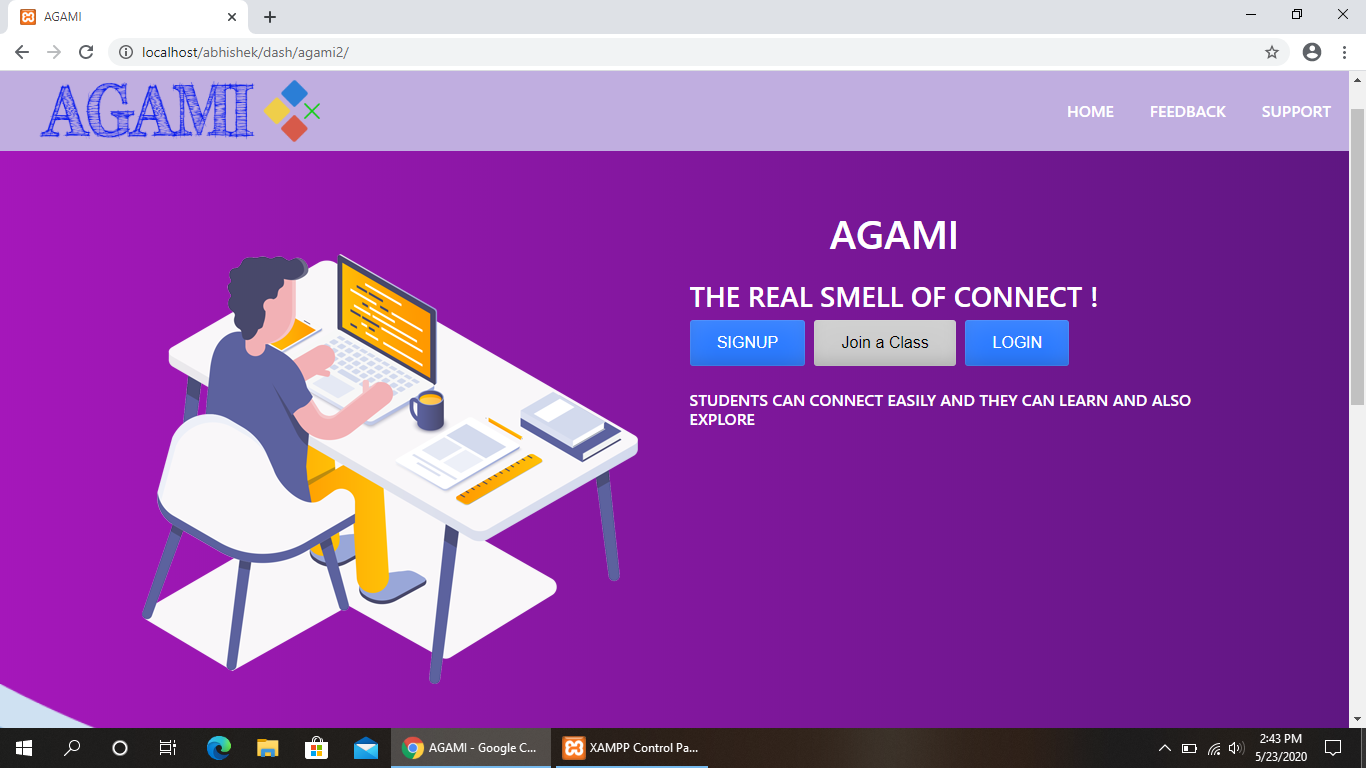 AGAMI
localhost/abhishek/dash/agami2/
AGAMI
HOME FEEDBACK SUPPORT
AGAMI
THE REAL SMELL OF CONNECT !
SIGNUP Join a Class LOGIN
STUDENTS CAN CONNECT EASILY AND THEY CAN LEARN AND ALSO
EXPLORE
AGAMI - Google C... XAMPP Control Pa... 2:43 PM
5/23/2020